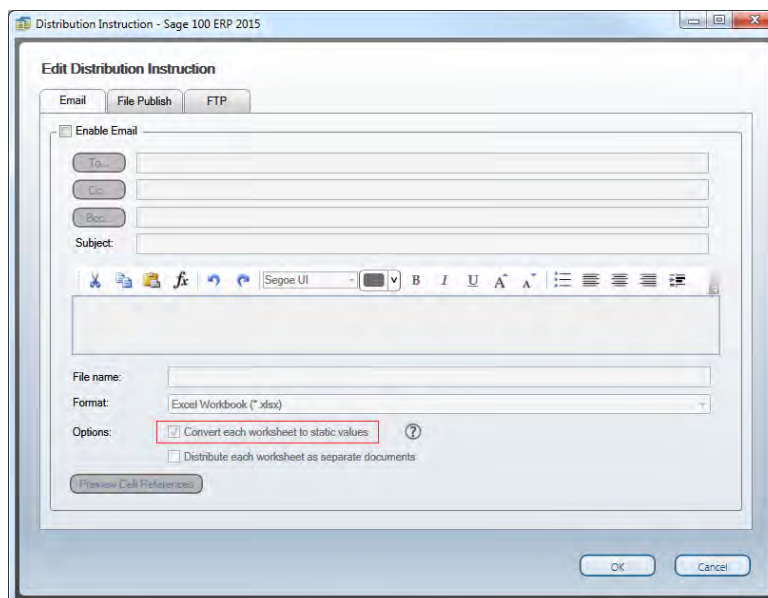 Distribution Instruction - Sage 100 ERP 2015
Edit Distribution Instruction
Email File Publish FTP
Enable Email
To...
Cc...
Bcc...
Subject:
fx Segoe UI v B I U A A
File name:
Format: Excel Workbook (*.xlsx)
Options: Convert each worksheet to static values ?
Distribute each worksheet as separate documents
Preview Cell References
OK Cancel